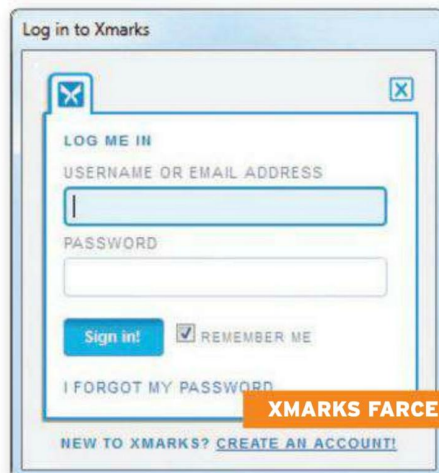 Log in to Xmarks
LOG ME IN
USERNAME OR EMAIL ADDRESS
PASSWORD
Sign in!
REMEMBER ME
I FORGOT MY PASSWORD
XMARKS FARCE
NEW TO XMARKS? CREATE AN ACCOUNT!